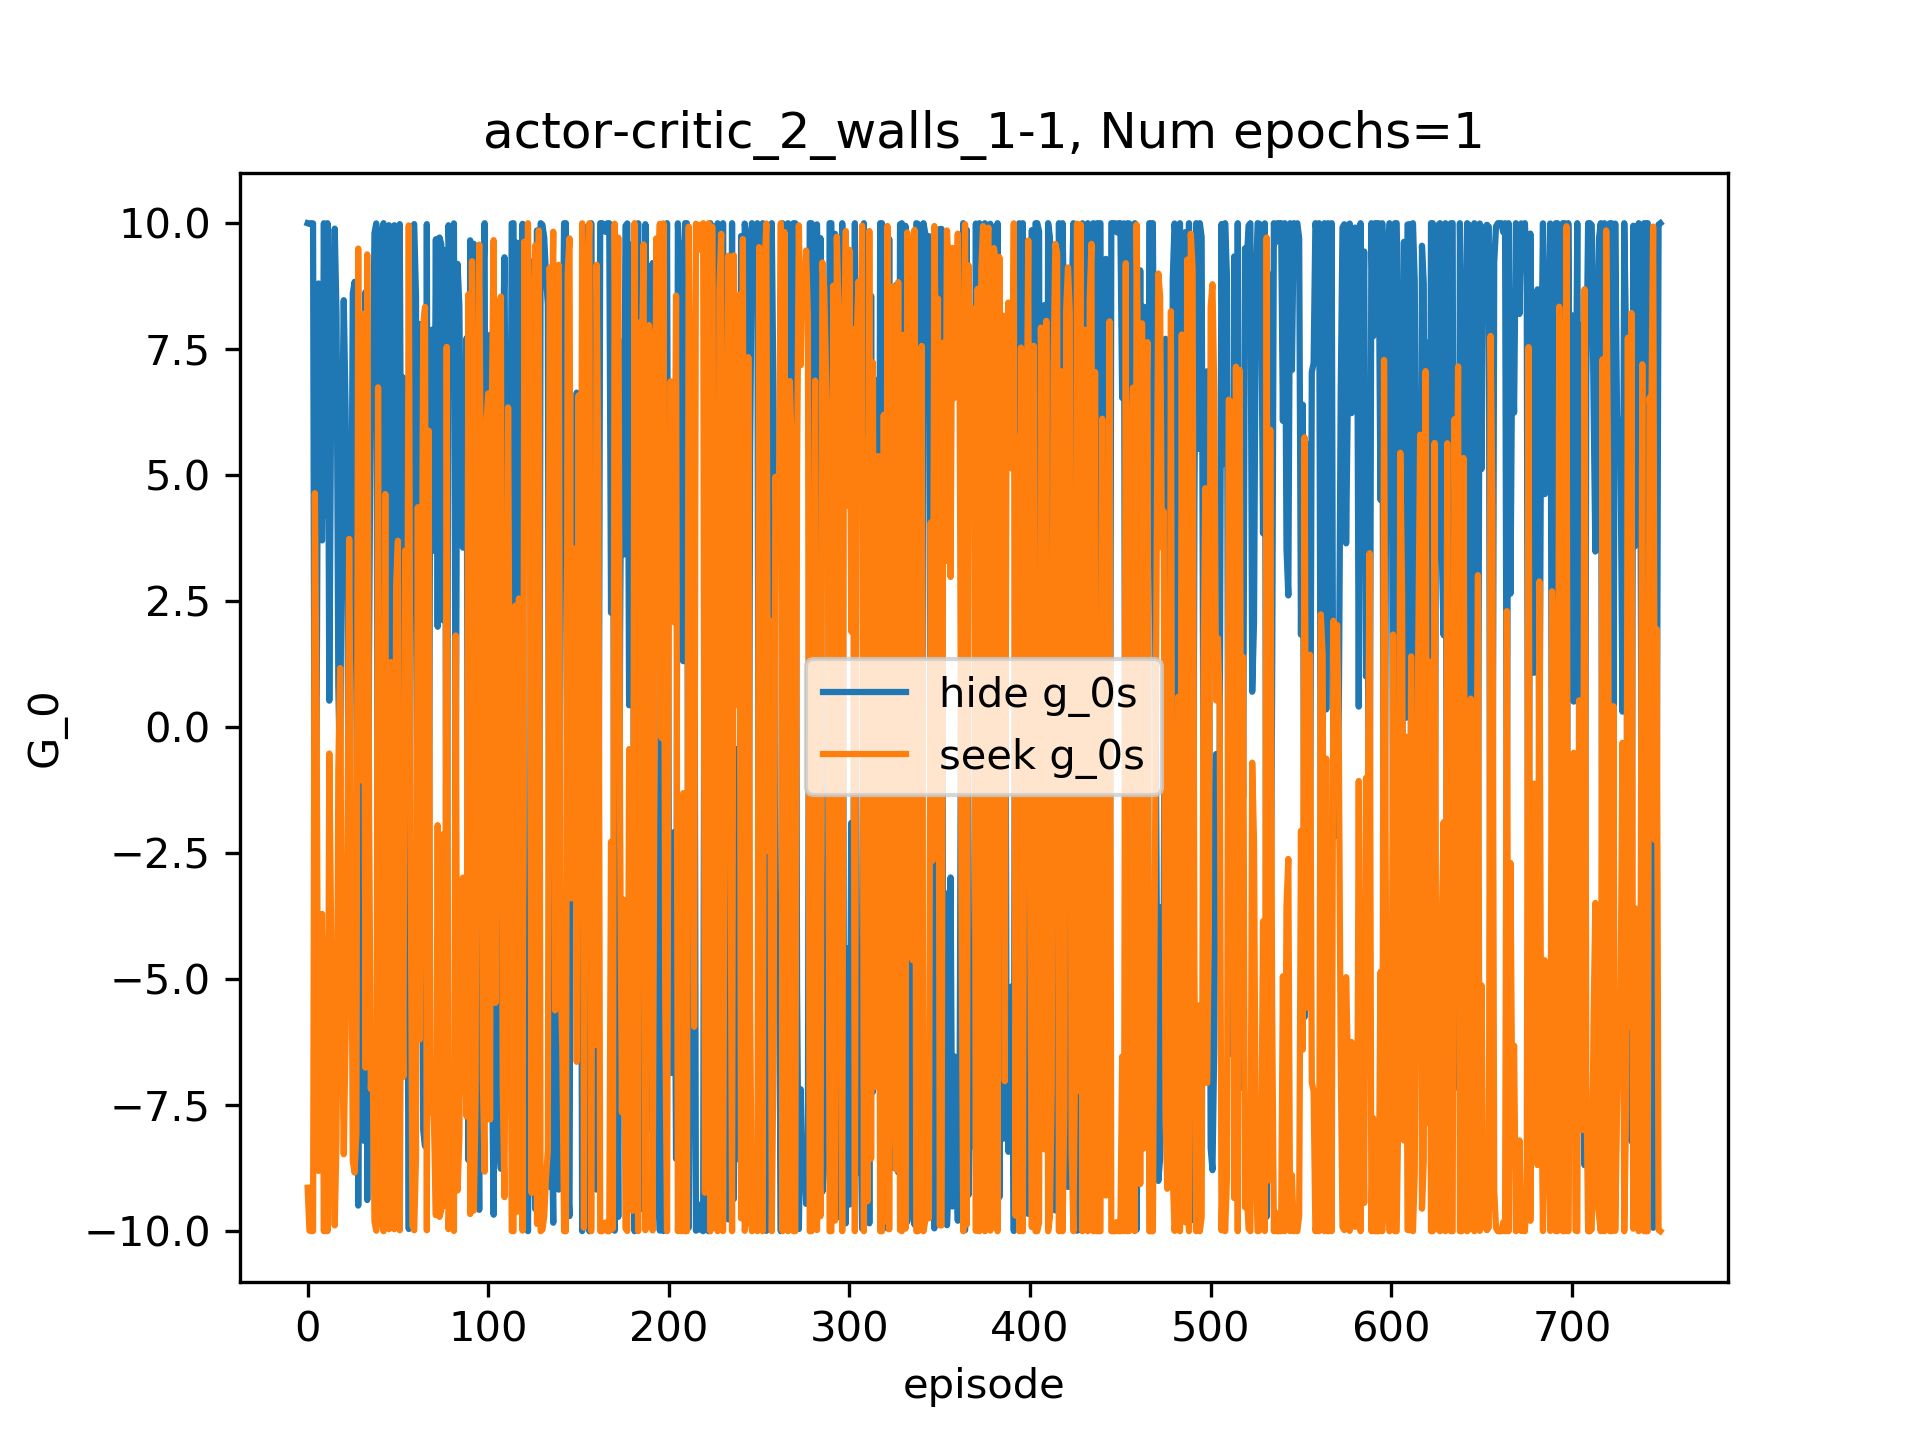 actor-critic_2_walls_1-1, Num epochs=1
10.0
7.5
5.0
2.5
0.0
−2.5
−5.0
−7.5
−10.0
G_0
hide g_0s
seek g_0s
0 100 200 300 400 500 600 700
episode